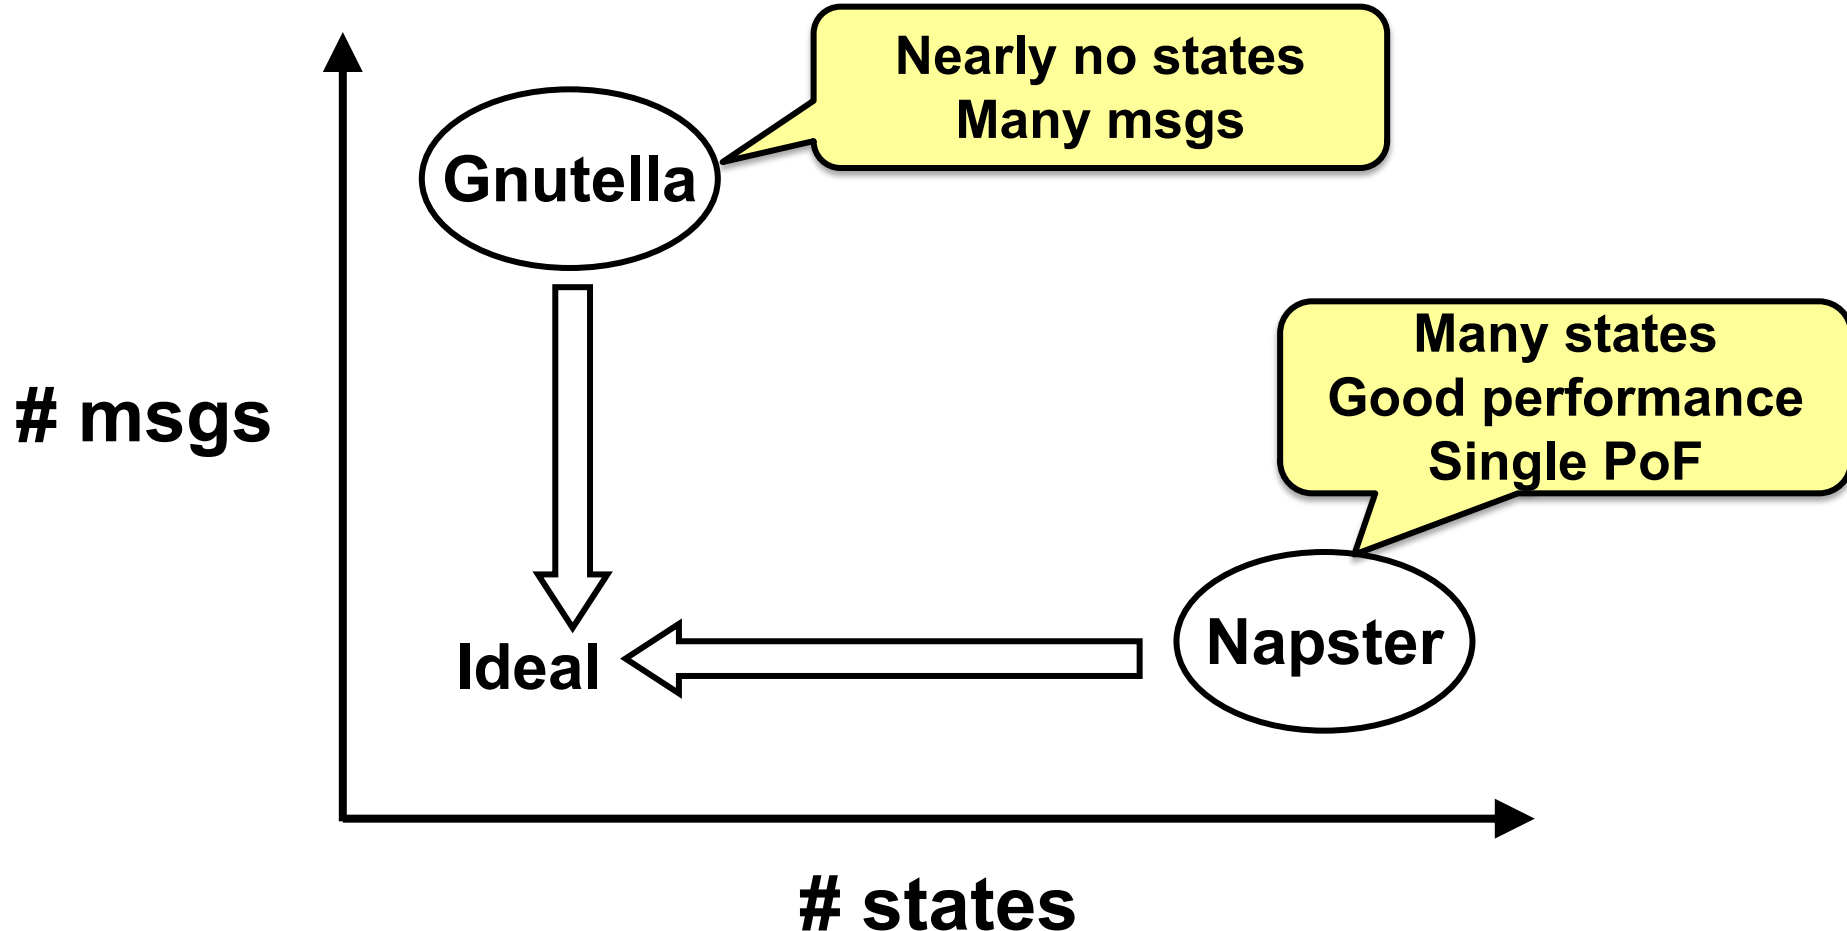 Nearly no states
Many msgs
Gnutella
Many states
Good performance
Single PoF
# msgs
Ideal
Napster
# states